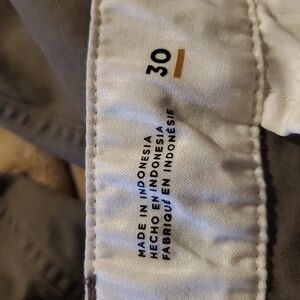 30
MADE IN INDONESIA
HECHO EN INDONESIA
FABRIQUÉ EN INDONÉSIE